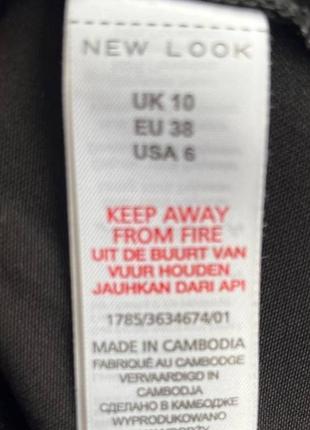 NEW LOOK
UK 10
EU 38
USA 6
KEEP AWAY
FROM FIRE
UIT DE BUURT VAN
VUUR HOUDEN
JAUHKAN DARI API
1785/3634674/01
MADE IN CAMBODIA
FABRIQUÉ AU CAMBODGE
VERVAARDIGD IN
CAMBODJA
СДЕЛАНО В КАМБОДЖЕ
WYPRODUKOWANO